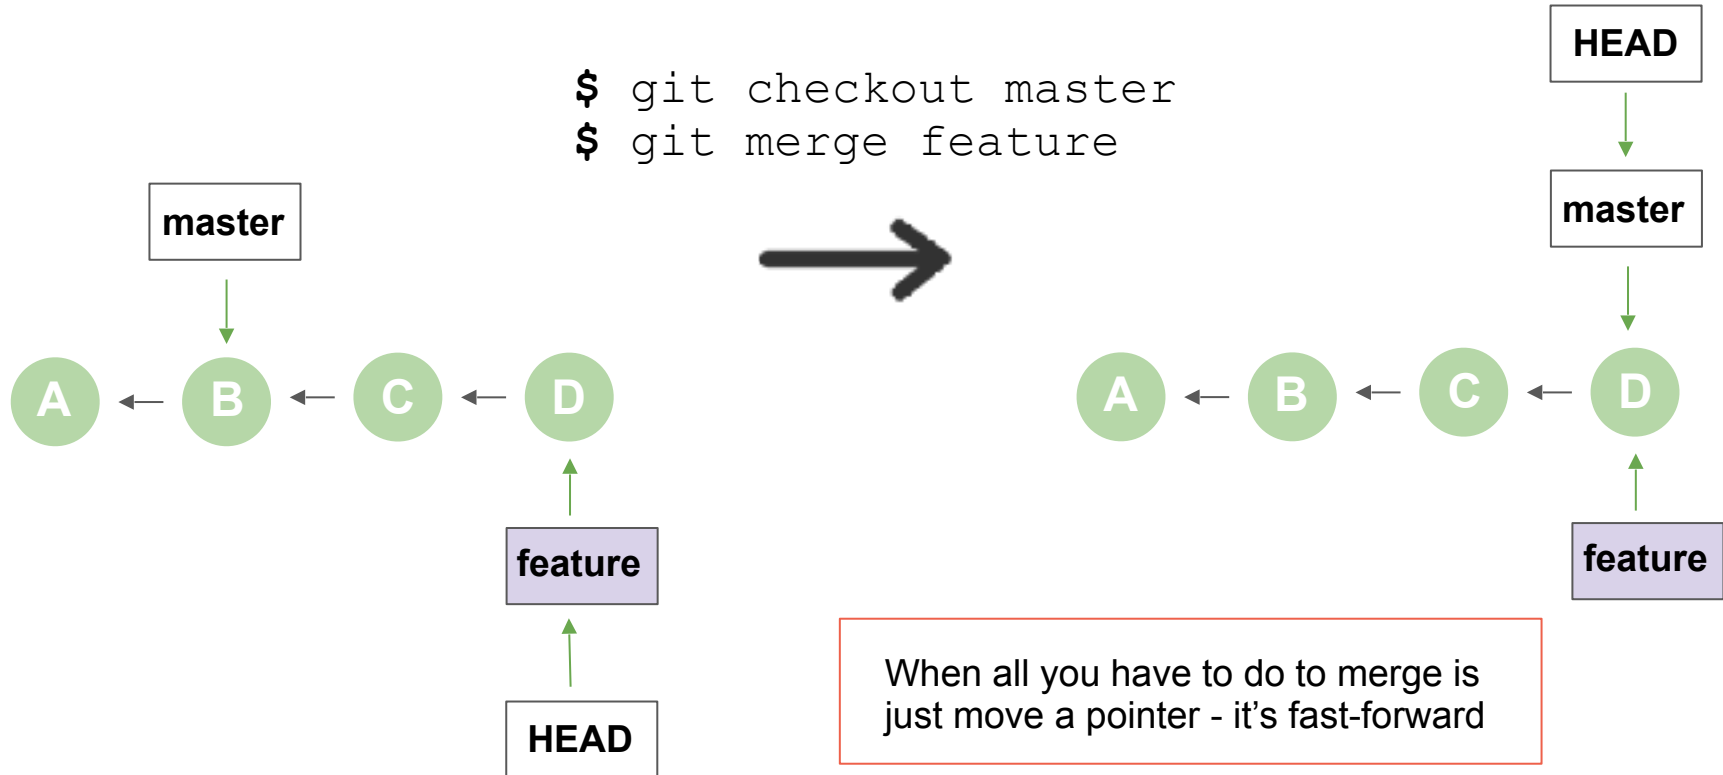 $ git checkout master
$ git merge feature
master
A
B
C
D
feature
HEAD
HEAD
master
A
B
C
D
feature
When all you have to do to merge is
just move a pointer - it’s fast-forward